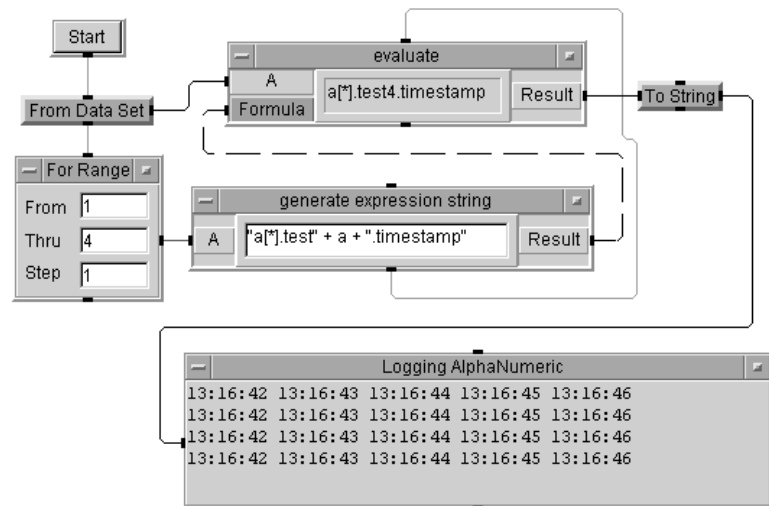 Start
evaluate
A
a[*].test4.timestamp
Result
Formula
To String
From Data Set
For Range
From 1
Thru 4
Step 1
generate expression string
A
"a[*].test" + a + ".timestamp"
Result
Logging AlphaNumeric
13:16:42 13:16:43 13:16:44 13:16:45 13:16:46
13:16:42 13:16:43 13:16:44 13:16:45 13:16:46
13:16:42 13:16:43 13:16:44 13:16:45 13:16:46
13:16:42 13:16:43 13:16:44 13:16:45 13:16:46